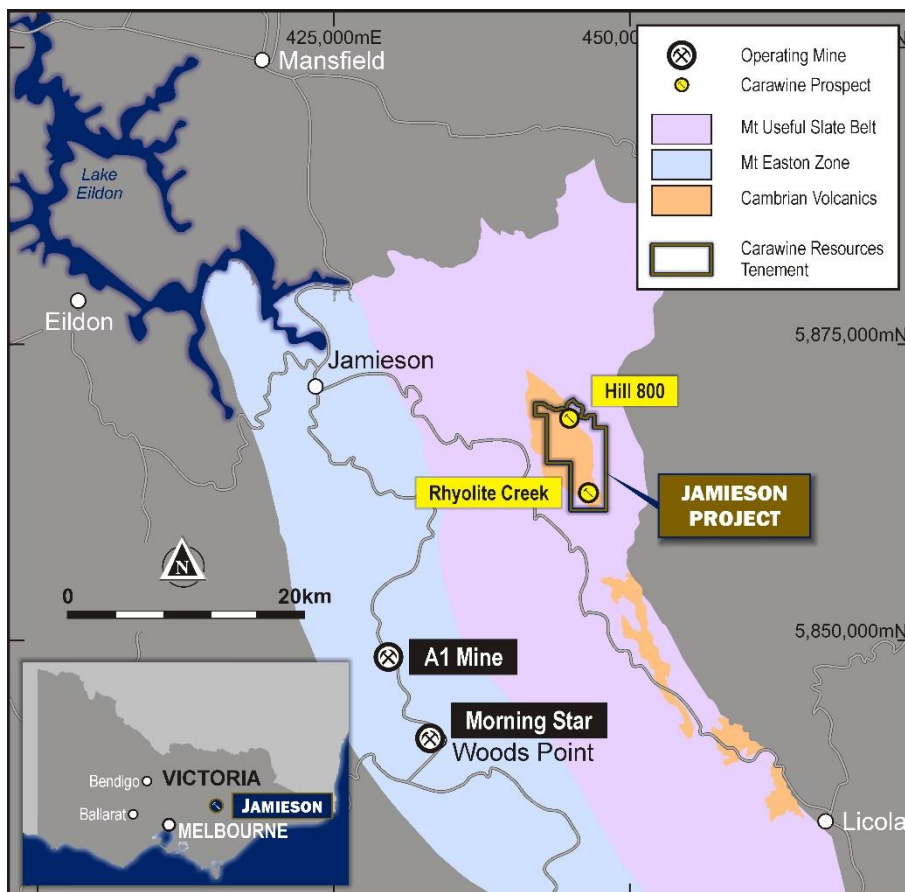 425,000mE
450,00
Mansfield
Operating Mine
Carawine Prospect
Mt Useful Slate Belt
Mt Easton Zone
Cambrian Volcanics
Carawine Resources
Tenement
Lake
Eildon
Eildon
5,875,000mN
Jamieson
Hill 800
Rhyolite Creek
JAMIESON
PROJECT
N
0 20km
5,850,000mN
A1 Mine
Morning Star
Woods Point
Bendigo
VICTORIA
Ballarat
JAMIESON
MELBOURNE
Licola